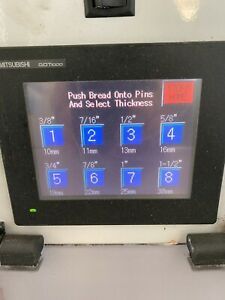 MITSUBISHI GOT1000
Push Bread Onto Pins
And Select Thickness
3/8" 7/16" 1/2" 5/8"
1 2 3 4
10mm 11mm 13mm 16mm
3/4" 7/8" 1" 1-1/2"
5 6 7 8
19mm 22mm 25mm 38mm